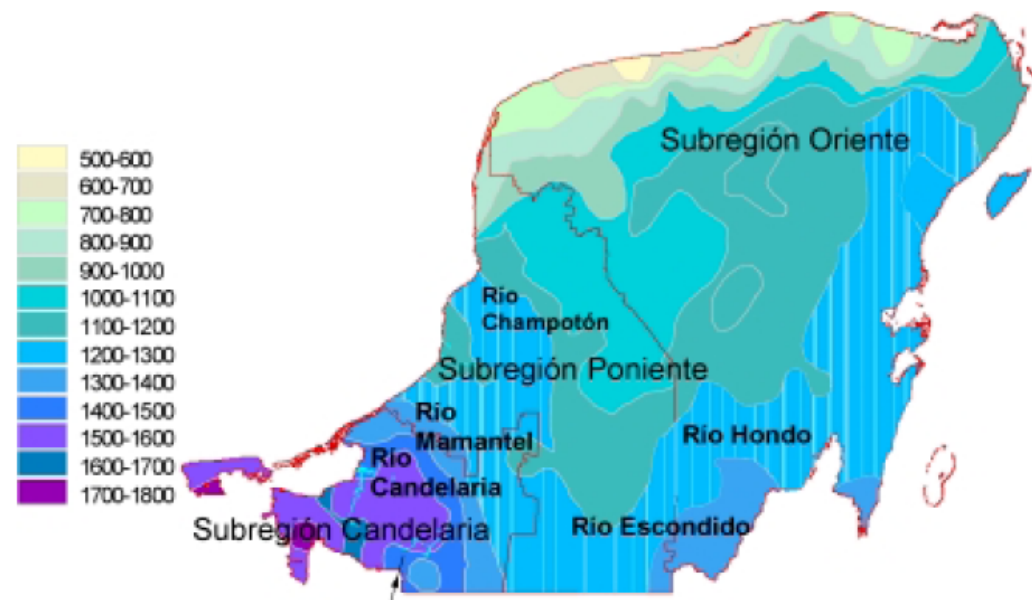 500-600
600-700
700-800
800-900
900-1000
1000-1100
1100-1200
1200-1300
1300-1400
1400-1500
1500-1600
1600-1700
1700-1800
Subregión Oriente
Río
Champotón
Subregión Poniente
Río
Mamantel
Río Hondo
Río
Candelaria
Subregión Candelaria
Río Escondido